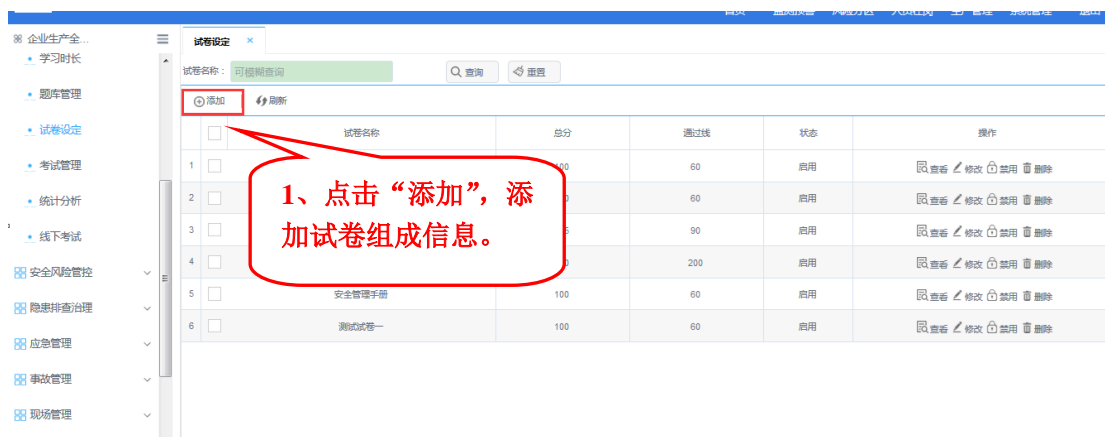 企业生产全...
学习时长
题库管理
试卷设定
考试管理
统计分析
线下考试
安全风险管控
隐患排查治理
应急管理
事故管理
现场管理
试卷设定 ×
试卷名称： 可模糊查询 查询 重置
添加 刷新
试卷名称 总分 通过线 状态 操作
1 100 60 启用 查看 修改 禁用 删除
2 60 启用 查看 修改 禁用 删除
3 90 启用 查看 修改 禁用 删除
4 200 启用 查看 修改 禁用 删除
5 安全管理手册 100 60 启用 查看 修改 禁用 删除
6 测试试卷一 100 60 启用 查看 修改 禁用 删除
1、点击“添加”，添
加试卷组成信息。